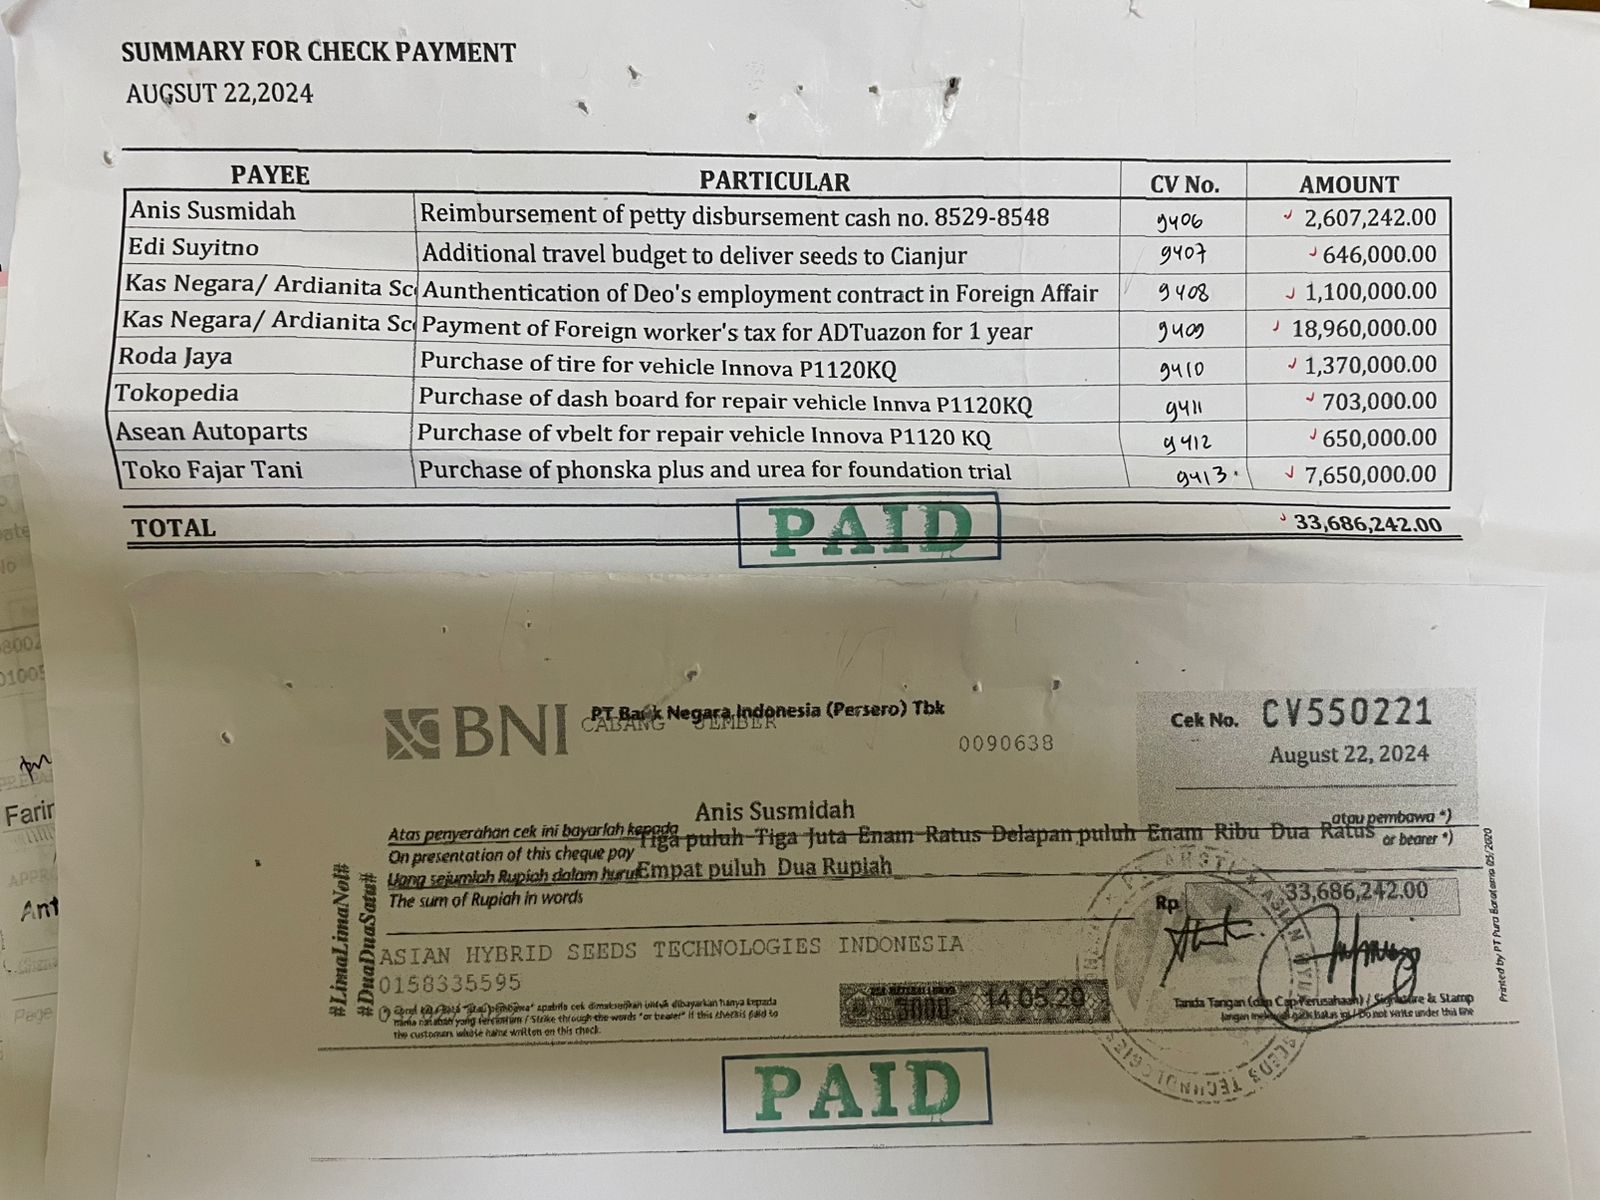 SUMMARY FOR CHECK PAYMENT
AUGSUT 22,2024
PAYEE PARTICULAR CV No. AMOUNT
Anis Susmidah Reimbursement of petty disbursement cash no. 8529-8548 9406 2,607,242.00
Edi Suyitno Additional travel budget to deliver seeds to Cianjur 9407 646,000.00
Kas Negara/ Ardianita Sc Aunthentication of Deo's employment contract in Foreign Affair 9408 1,100,000.00
Kas Negara/ Ardianita Sc Payment of Foreign worker's tax for ADTuazon for 1 year 9409 18,960,000.00
Roda Jaya Purchase of tire for vehicle Innova P1120KQ 9410 1,370,000.00
Tokopedia Purchase of dash board for repair vehicle Innva P1120KQ 9411 703,000.00
Asean Autoparts Purchase of vbelt for repair vehicle Innova P1120 KQ 9412 650,000.00
Toko Fajar Tani Purchase of phonska plus and urea for foundation trial 9413 7,650,000.00
TOTAL 33,686,242.00
PAID
BNI PT Bank Negara Indonesia (Persero) Tbk
CABANG JEMBER
0090638
Cek No. CV550221
August 22, 2024
Anis Susmidah
Atas penyerahan cek ini bayarlah kepada atau pembawa *)
On presentation of this cheque pay or bearer *)
Tiga puluh Tiga Juta Enam Ratus Delapan puluh Enam Ribu Dua Ratus
Empat puluh Dua Rupiah
Uang sejumlah Rupiah dalam huruf
The sum of Rupiah in words
Rp 33,686,242.00
#LimaLimaNol#
#DuaDuaSatu#
ASIAN HYBRID SEEDS TECHNOLOGIES INDONESIA
0158335595
*) Coret kata "atau pembawa" apabila cek dimaksudkan untuk dibayarkan hanya kepada
nama nasabah yang tercantum / Strike through the words "or bearer" if this cheque is paid to
the customers whose name written on this check.
3000 14.05.20
Tanda Tangan (dan Cap Perusahaan) / Signature & Stamp
Jangan menulis di bawah batas ini / Do not write under this line
Printed by PT Pura Barutama 05/2020
PAID
Farin
Page